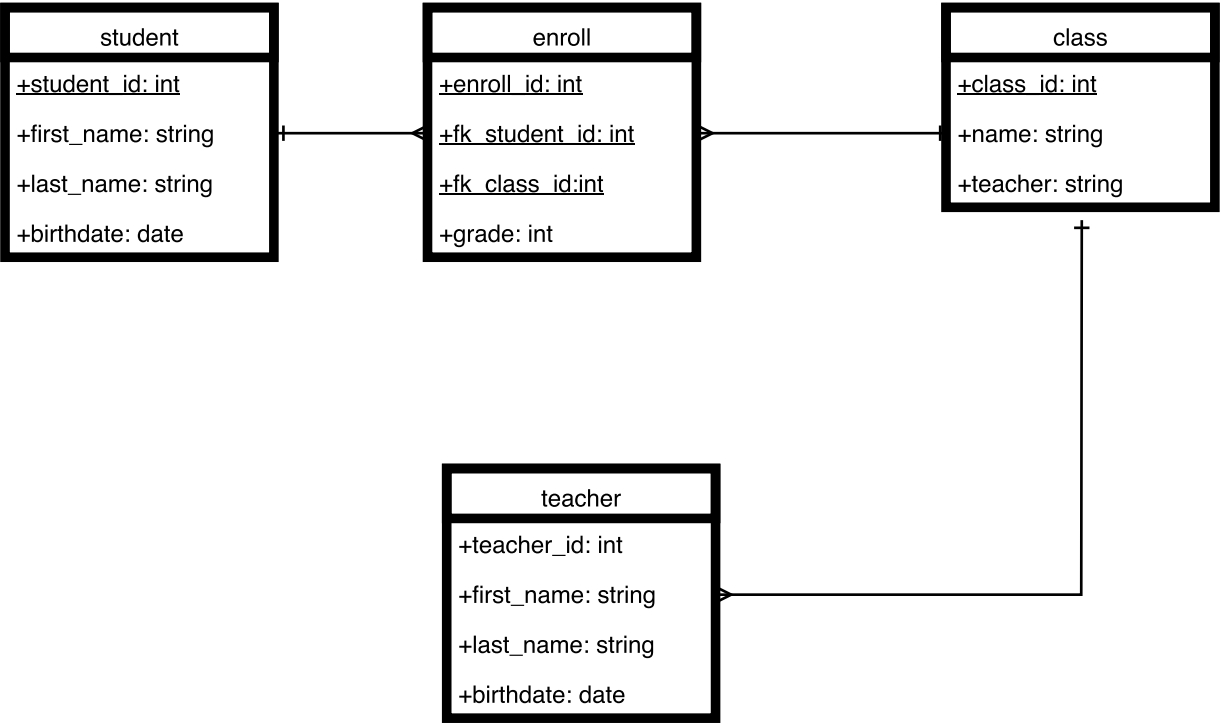 student
+student_id: int
+first_name: string
+last_name: string
+birthdate: date
enroll
+enroll_id: int
+fk_student_id: int
+fk_class_id:int
+grade: int
class
+class_id: int
+name: string
+teacher: string
teacher
+teacher_id: int
+first_name: string
+last_name: string
+birthdate: date